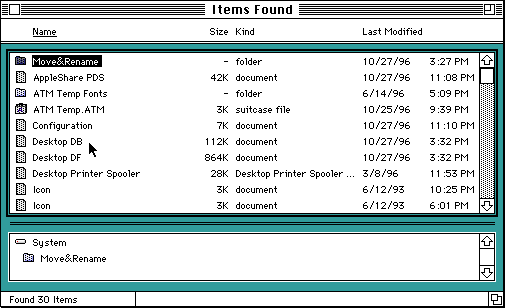 Items Found
Name Size Kind Last Modified
Move&Rename – folder 10/27/96 3:27 PM
AppleShare PDS 42K document 10/27/96 11:08 PM
ATM Temp Fonts – folder 6/14/96 5:09 PM
ATM Temp.ATM 3K suitcase file 10/25/96 9:39 PM
Configuration 7K document 10/27/96 11:10 PM
Desktop DB 112K document 10/27/96 3:32 PM
Desktop DF 864K document 10/27/96 3:32 PM
Desktop Printer Spooler 28K Desktop Printer Spooler ... 3/8/96 11:53 PM
Icon 3K document 6/12/93 10:25 PM
Icon 3K document 6/12/93 6:01 PM
System
Move&Rename
Found 30 Items